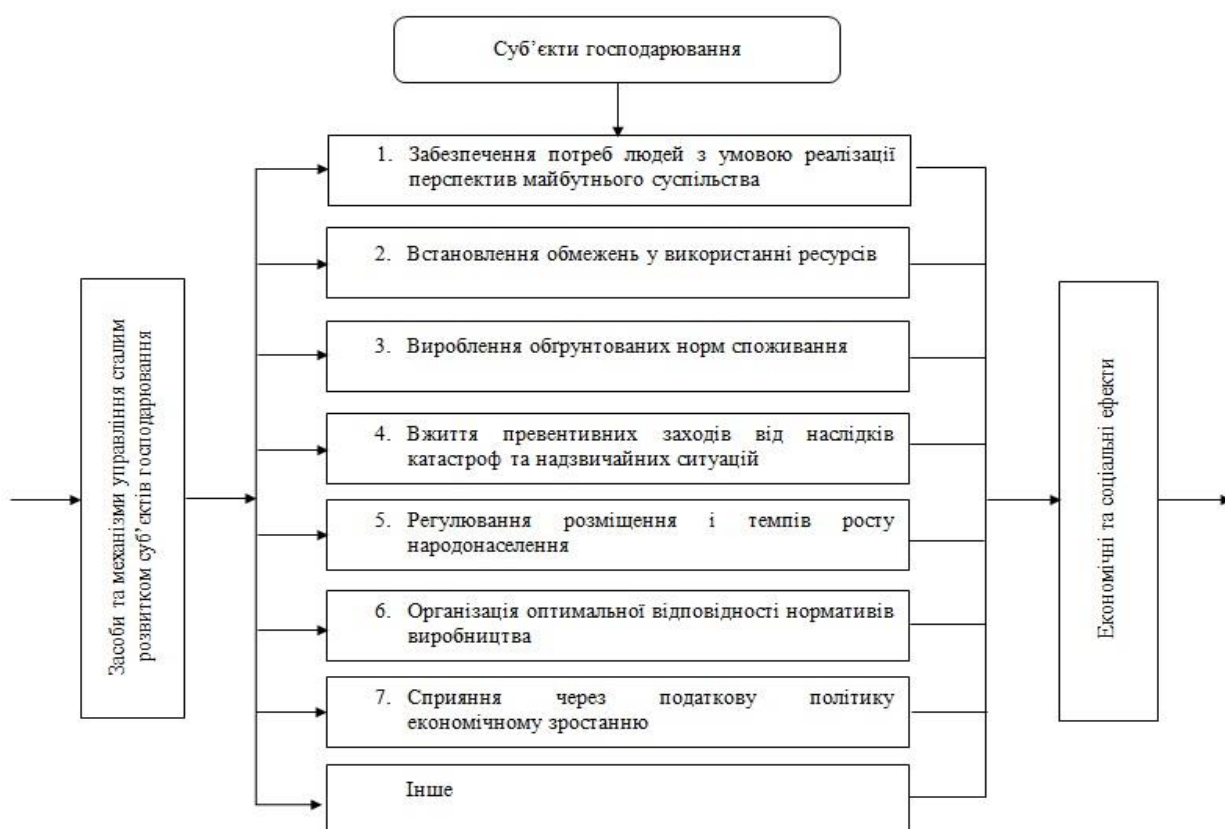 Суб’єкти господарювання
1. Забезпечення потреб людей з умовою реалізації
перспектив майбутнього суспільства
2. Встановлення обмежень у використанні ресурсів
3. Вироблення обґрунтованих норм споживання
4. Вжиття превентивних заходів від наслідків
катастроф та надзвичайних ситуацій
5. Регулювання розміщення і темпів росту
народонаселення
6. Організація оптимальної відповідності нормативів
виробництва
7. Сприяння через податкову політику
економічному зростанню
Інше
Засоби та механізми управління сталим
розвитком суб’єктів господарювання
Економічні та соціальні ефекти